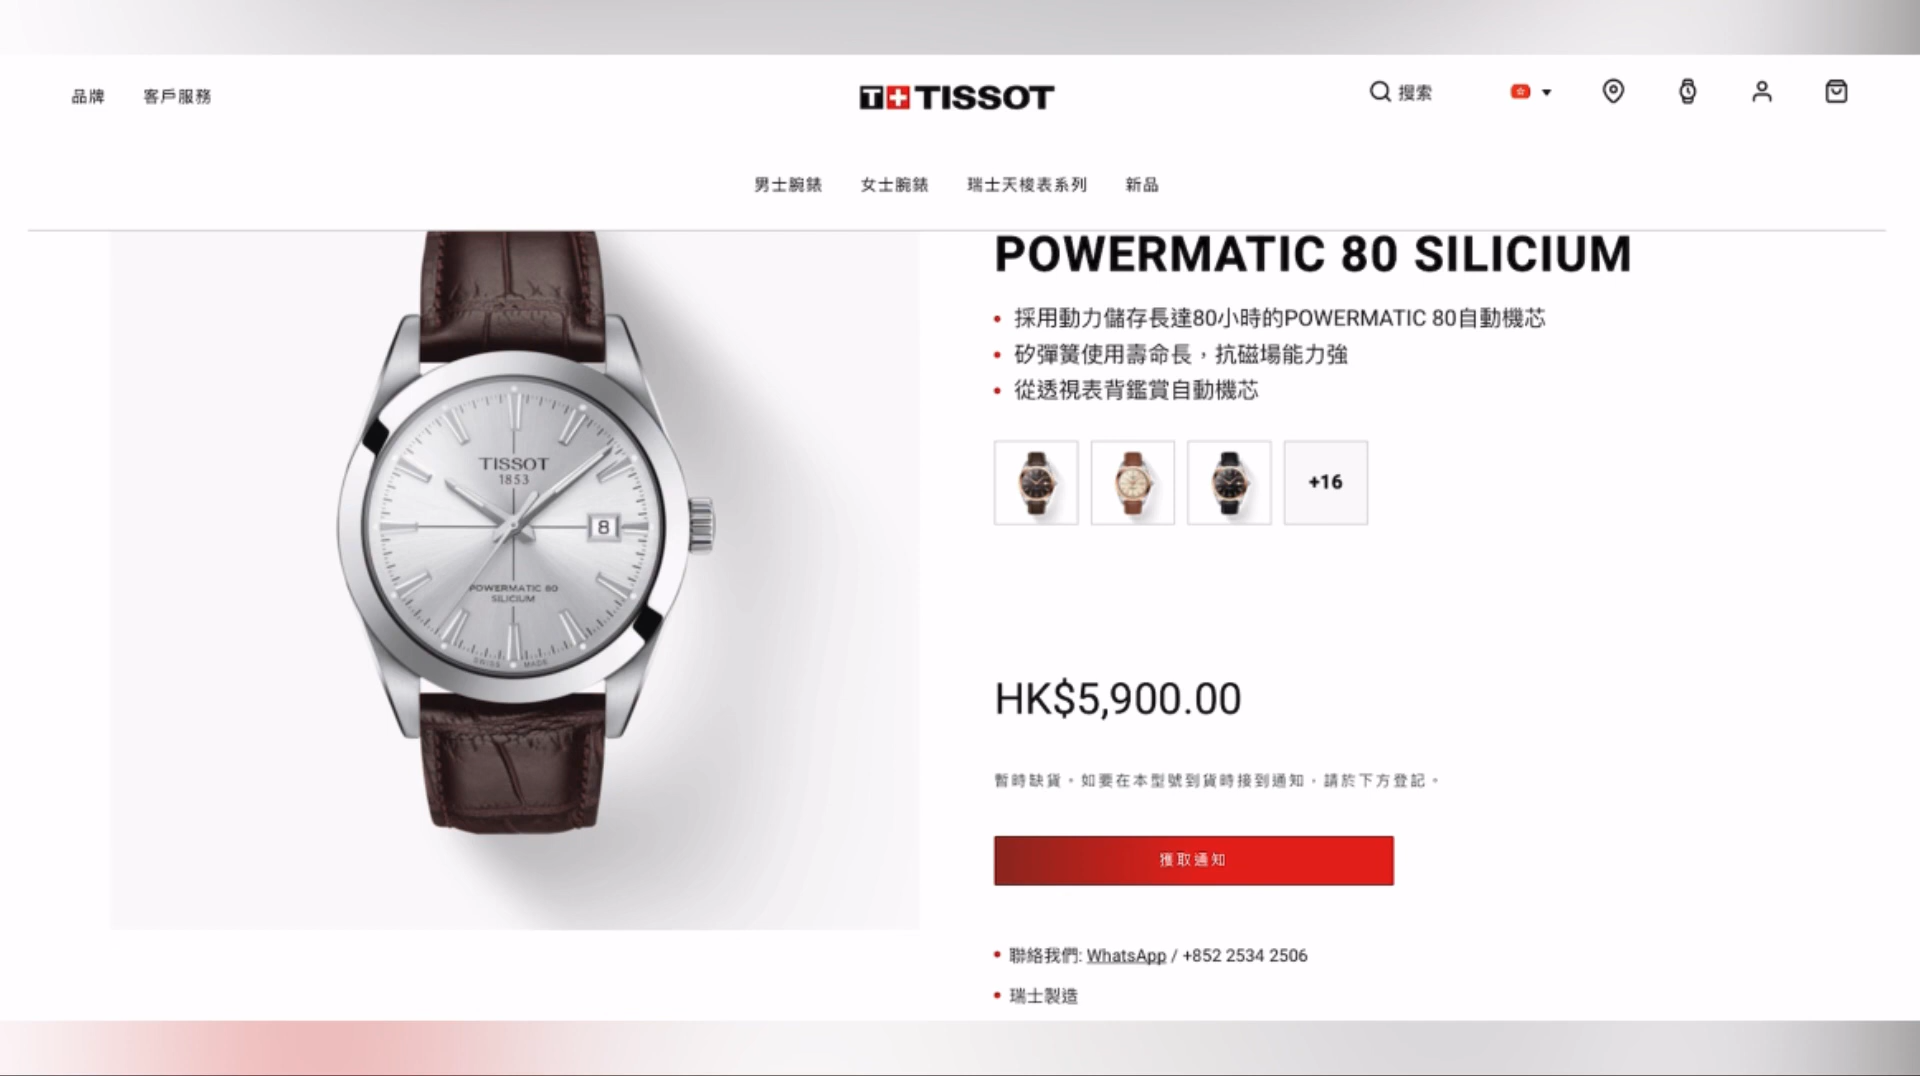 品牌
客戶服務
T+TISSOT
搜索
男士腕錶
女士腕錶
瑞士天梭表系列
新品
POWERMATIC 80 SILICIUM
採用動力儲存長達80小時的POWERMATIC 80自動機芯
矽彈簧使用壽命長，抗磁場能力強
從透視表背鑑賞自動機芯
+16
TISSOT
1853
8
POWERMATIC 80
SILICIUM
SWISS MADE
HK$5,900.00
暫時缺貨。如要在本型號到貨時接到通知，請於下方登記。
獲取通知
聯絡我們: WhatsApp / +852 2534 2506
瑞士製造